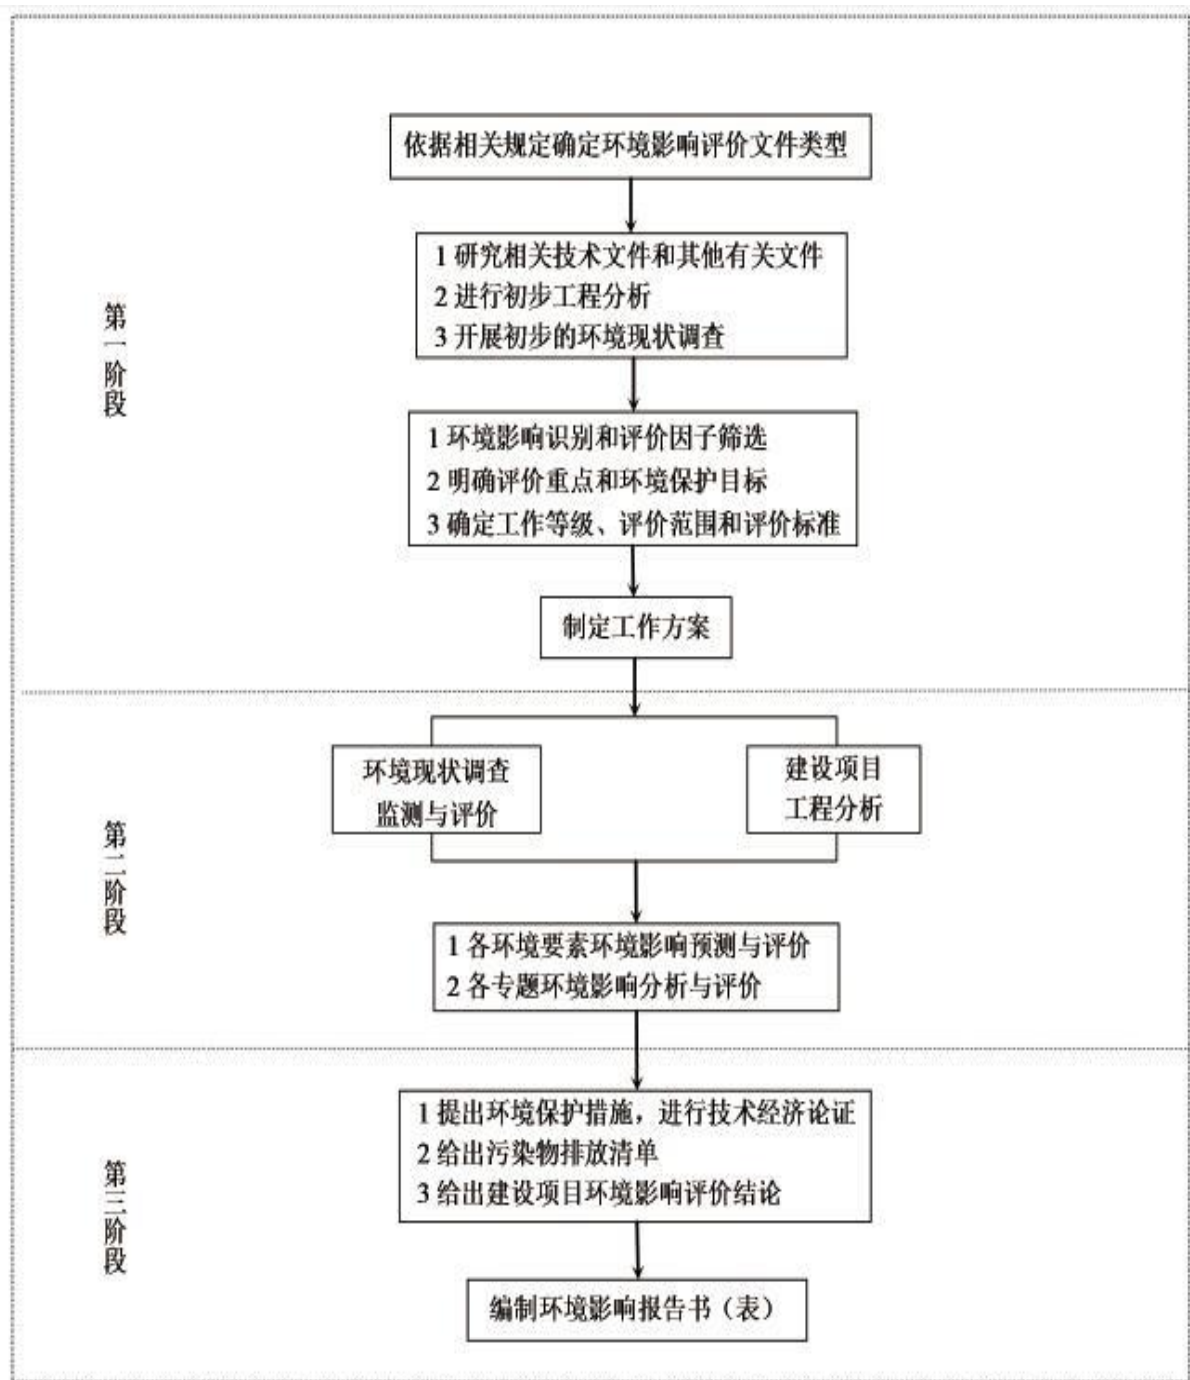 依据相关规定确定环境影响评价文件类型
1 研究相关技术文件和其他有关文件
2 进行初步工程分析
3 开展初步的环境现状调查
第一阶段
1 环境影响识别和评价因子筛选
2 明确评价重点和环境保护目标
3 确定工作等级、评价范围和评价标准
制定工作方案
环境现状调查
监测与评价
建设项目
工程分析
第二阶段
1 各环境要素环境影响预测与评价
2 各专题环境影响分析与评价
1 提出环境保护措施，进行技术经济论证
2 给出污染物排放清单
3 给出建设项目环境影响评价结论
第三阶段
编制环境影响报告书（表）